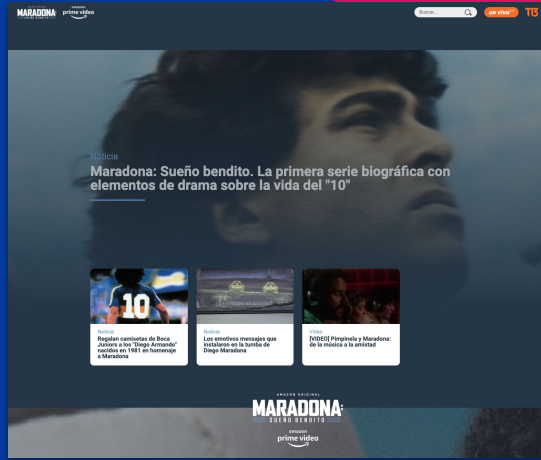 MARADONA
SUEÑO BENDITO
amazon
prime video
Buscar...
en vivo
T13
Noticia
Maradona: Sueño bendito. La primera serie biográfica con
elementos de drama sobre la vida del "10"
10
Noticia
Regalan camisetas de Boca
Juniors a los "Diego Armando"
nacidos en 1981 en homenaje
a Maradona
Noticia
Los emotivos mensajes que
instalaron en la tumba de
Diego Maradona
Video
[VIDEO] Pimpinela y Maradona:
de la música a la amistad
AMAZON ORIGINAL
MARADONA:
SUEÑO BENDITO
amazon
prime video